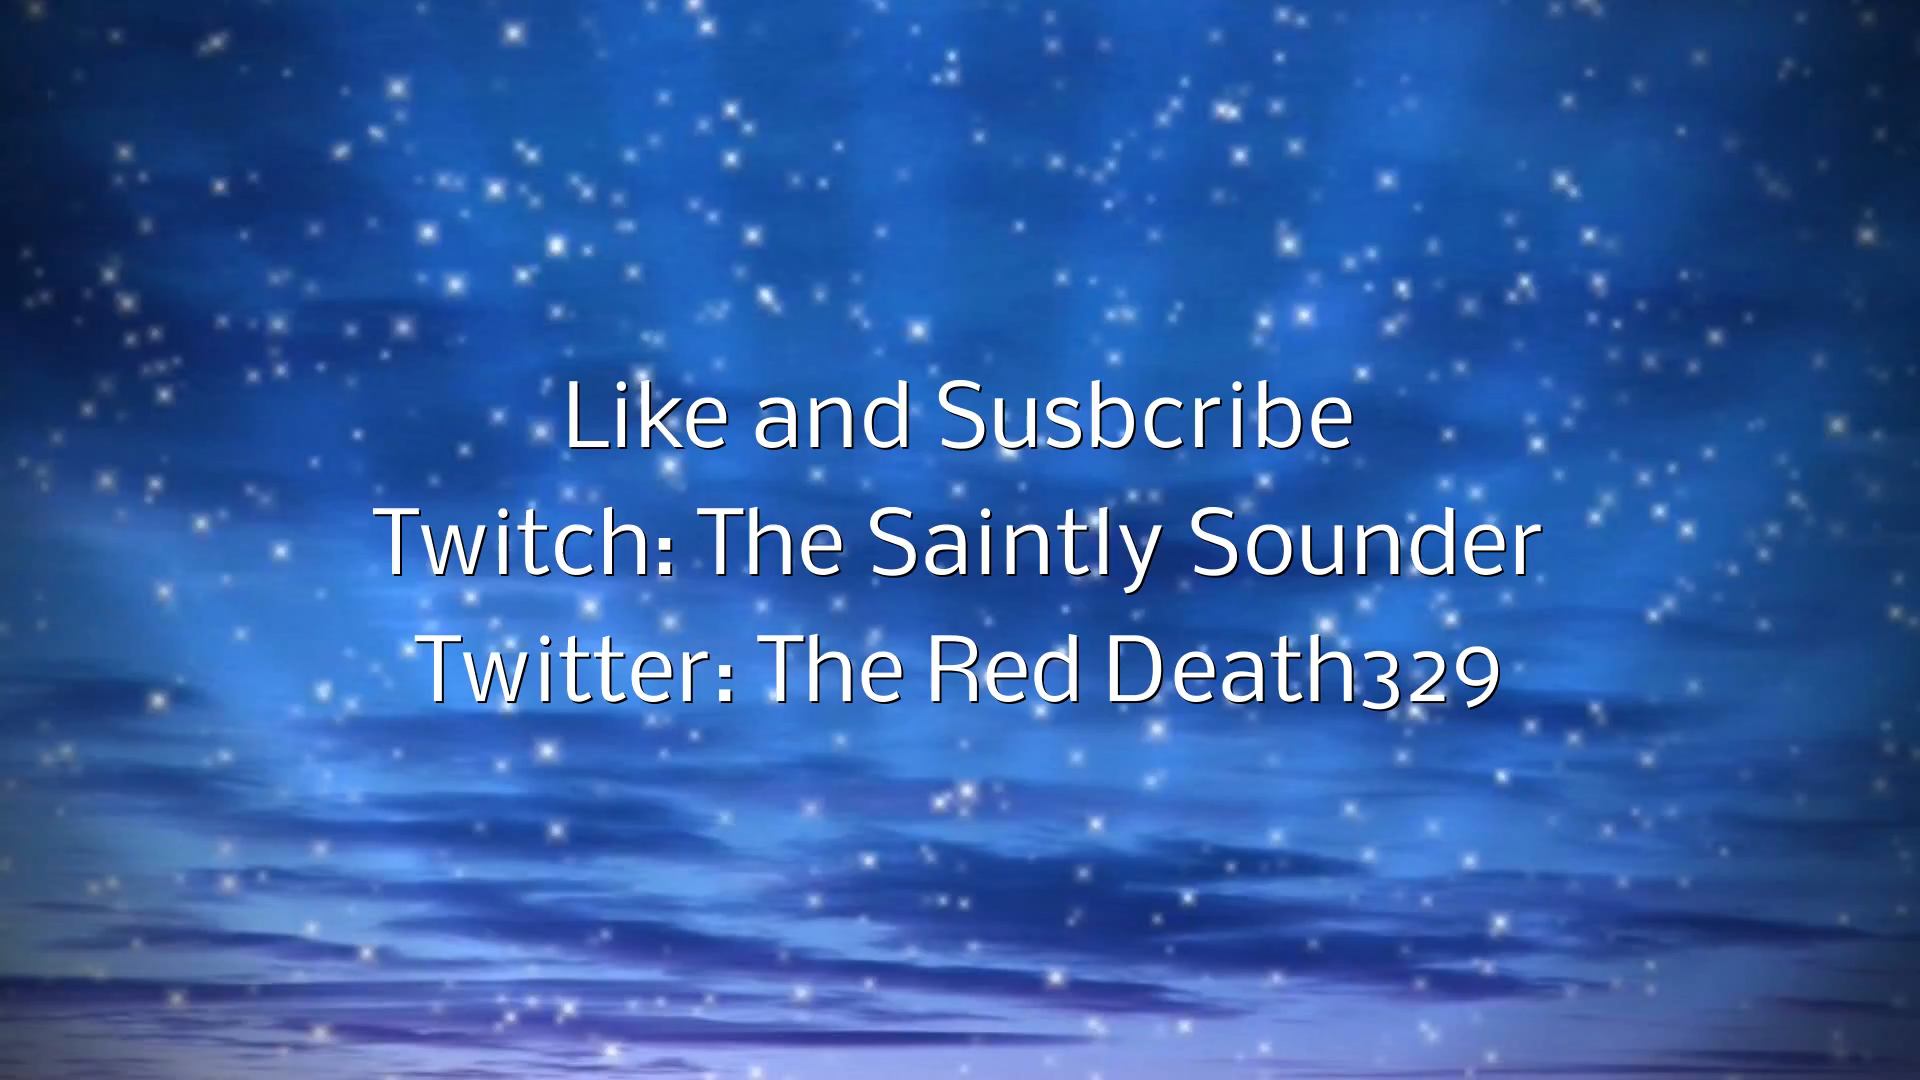 Like and Susbcribe
Twitch: The Saintly Sounder
Twitter: The Red Death329